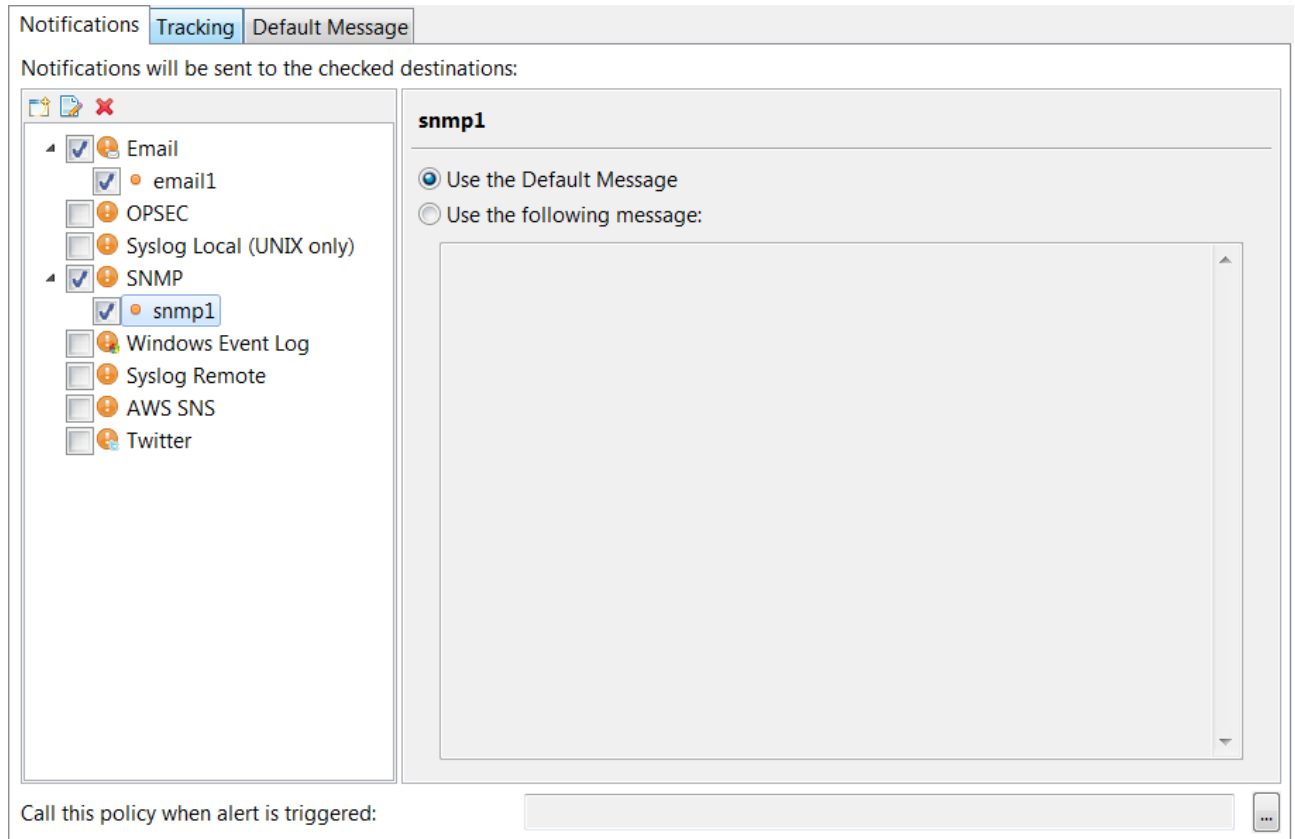 Notifications Tracking Default Message
Notifications will be sent to the checked destinations:
snmp1
Email
email1
OPSEC
Syslog Local (UNIX only)
SNMP
snmp1
Windows Event Log
Syslog Remote
AWS SNS
Twitter
Use the Default Message
Use the following message:
Call this policy when alert is triggered:
...